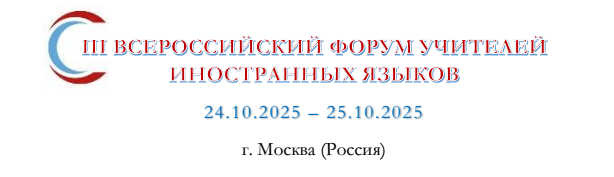 III ВСЕРОССИЙСКИЙ ФОРУМ УЧИТЕЛЕЙ
ИНОСТРАННЫХ ЯЗЫКОВ
24.10.2025 – 25.10.2025
г. Москва (Россия)